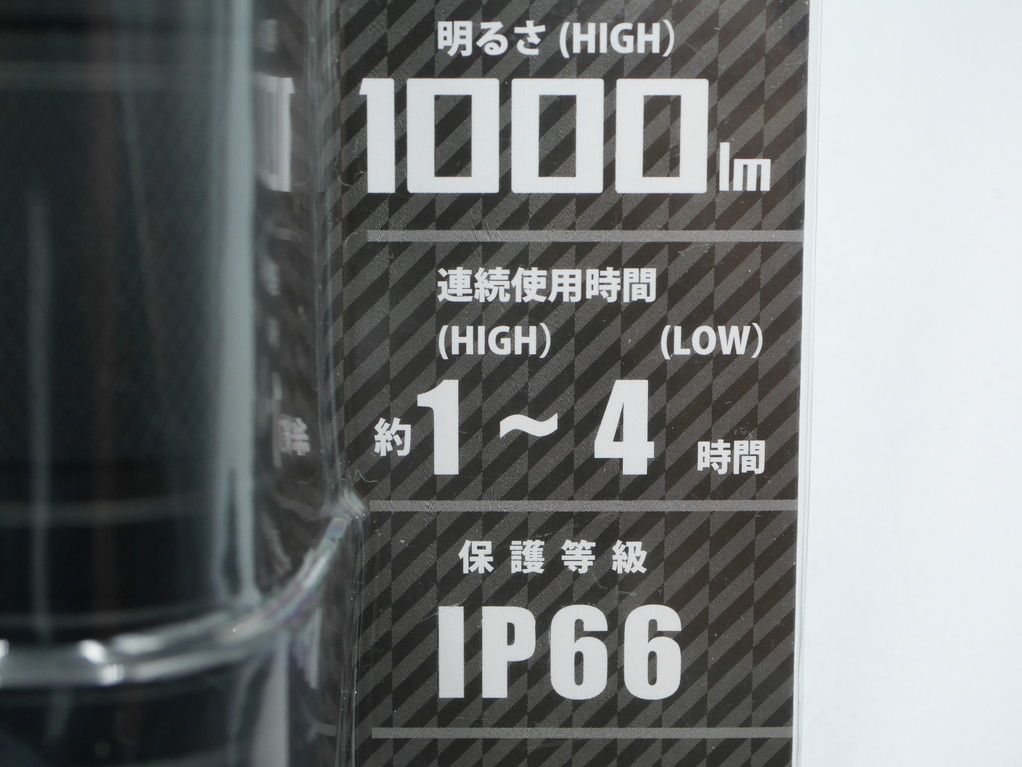 明るさ (HIGH)
1000lm
連続使用時間
(HIGH) (LOW)
約1~4時間
保護等級
IP66